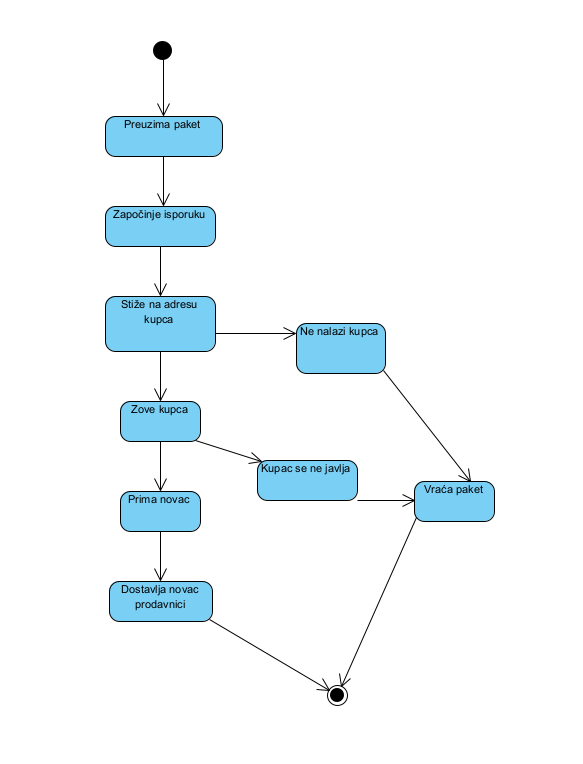 Preuzima paket
Započinje isporuku
Stiže na adresu
kupca
Ne nalazi kupca
Zove kupca
Kupac se ne javlja
Vraća paket
Prima novac
Dostavlja novac
prodavnici